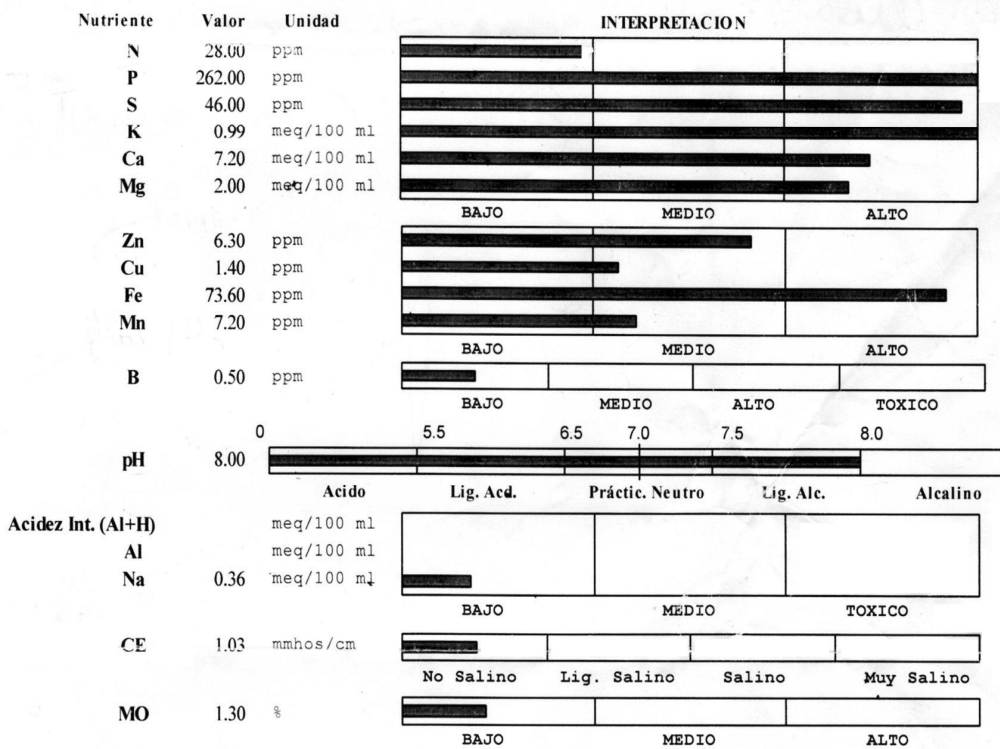 Nutriente Valor Unidad INTERPRETACION
N 28.00 ppm
P 262.00 ppm
S 46.00 ppm
K 0.99 meq/100 ml
Ca 7.20 meq/100 ml
Mg 2.00 meq/100 ml
BAJO MEDIO ALTO
Zn 6.30 ppm
Cu 1.40 ppm
Fe 73.60 ppm
Mn 7.20 ppm
BAJO MEDIO ALTO
B 0.50 ppm
BAJO MEDIO ALTO TOXICO
0 5.5 6.5 7.0 7.5 8.0
pH 8.00
Acido Lig. Acd. Práctic. Neutro Lig. Alc. Alcalino
Acidez Int. (Al+H) meq/100 ml
Al meq/100 ml
Na 0.36 meq/100 ml
BAJO MEDIO TOXICO
CE 1.03 mmhos/cm
No Salino Lig. Salino Salino Muy Salino
MO 1.30 %
BAJO MEDIO ALTO